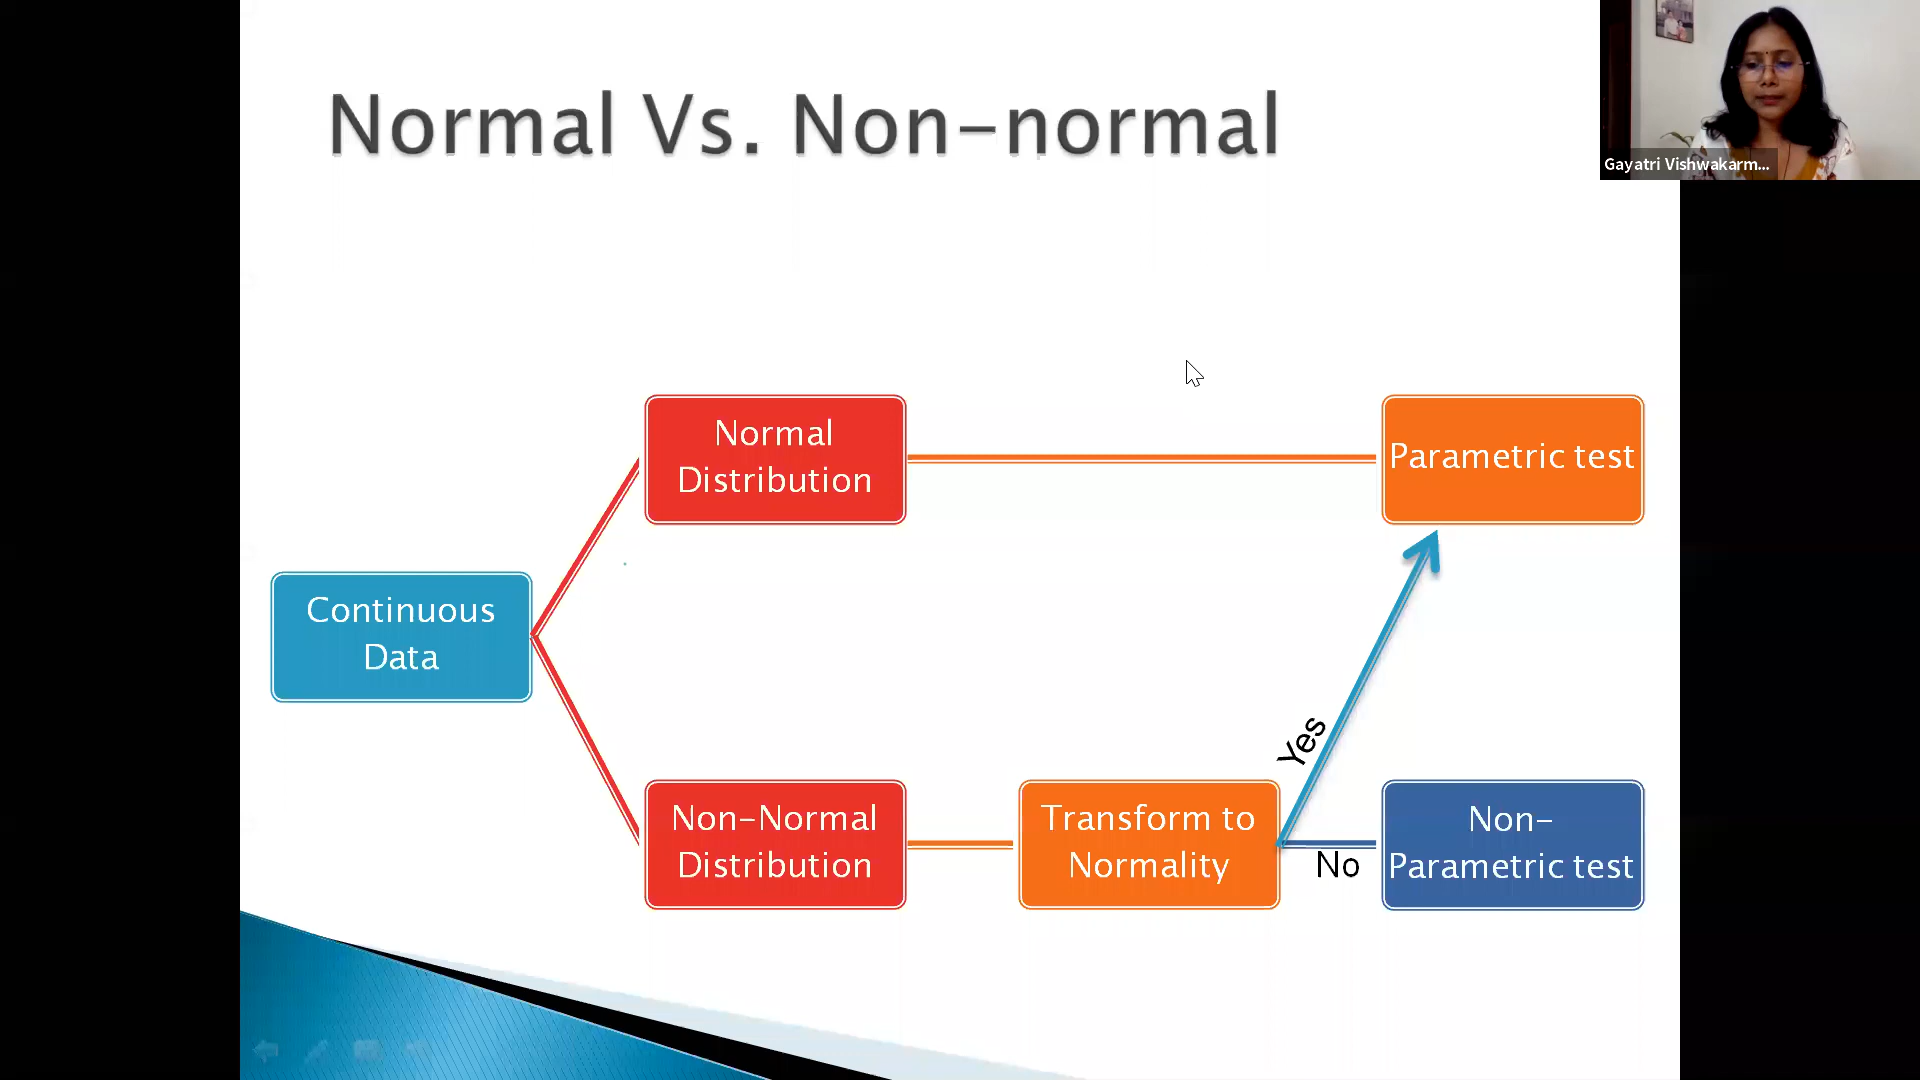 Normal Vs. Non-normal
Gayatri Vishwakarm...
Normal
Distribution
Parametric test
Continuous
Data
Yes
Non-Normal
Distribution
Transform to
Normality
No
Non-
Parametric test